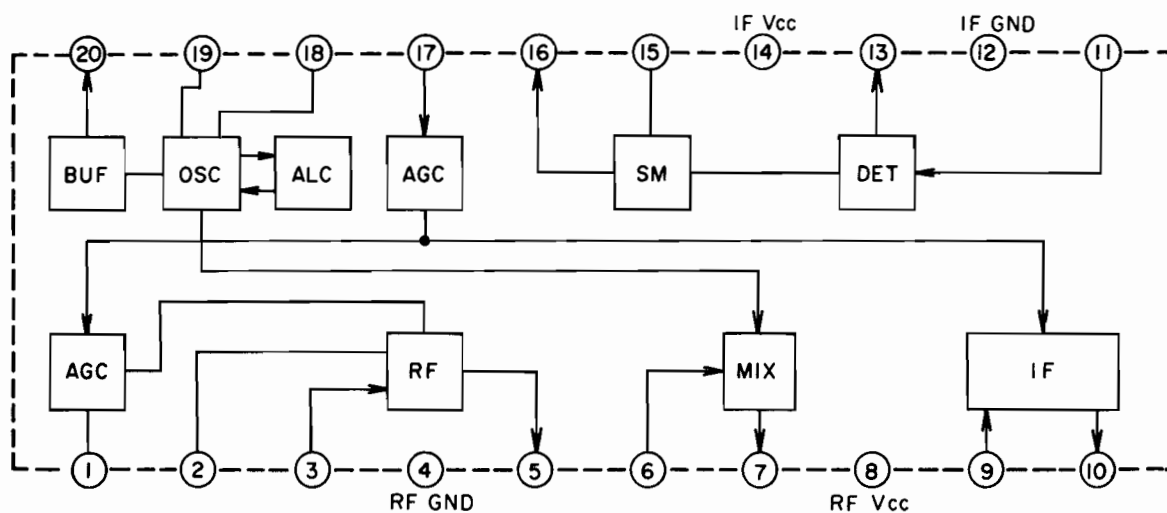 IF Vcc IF GND
20 19 18 17 16 15 14 13 12 11
BUF OSC ALC AGC SM DET
AGC RF MIX IF
1 2 3 4 5 6 7 8 9 10
RF GND RF Vcc